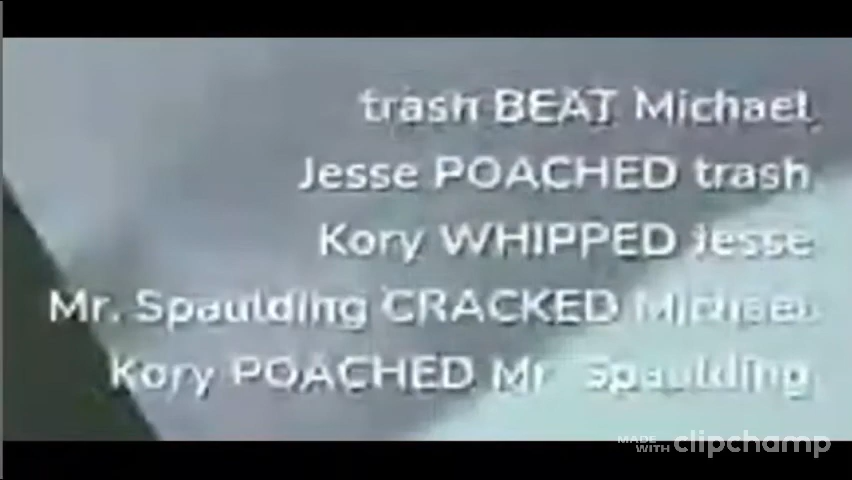 trash BEAT Michael
Jesse POACHED trash
Kory WHIPPED Jesse
Mr. Spaulding CRACKED Michael
Kory POACHED Mr. Spaulding
MADE WITH clipchamp